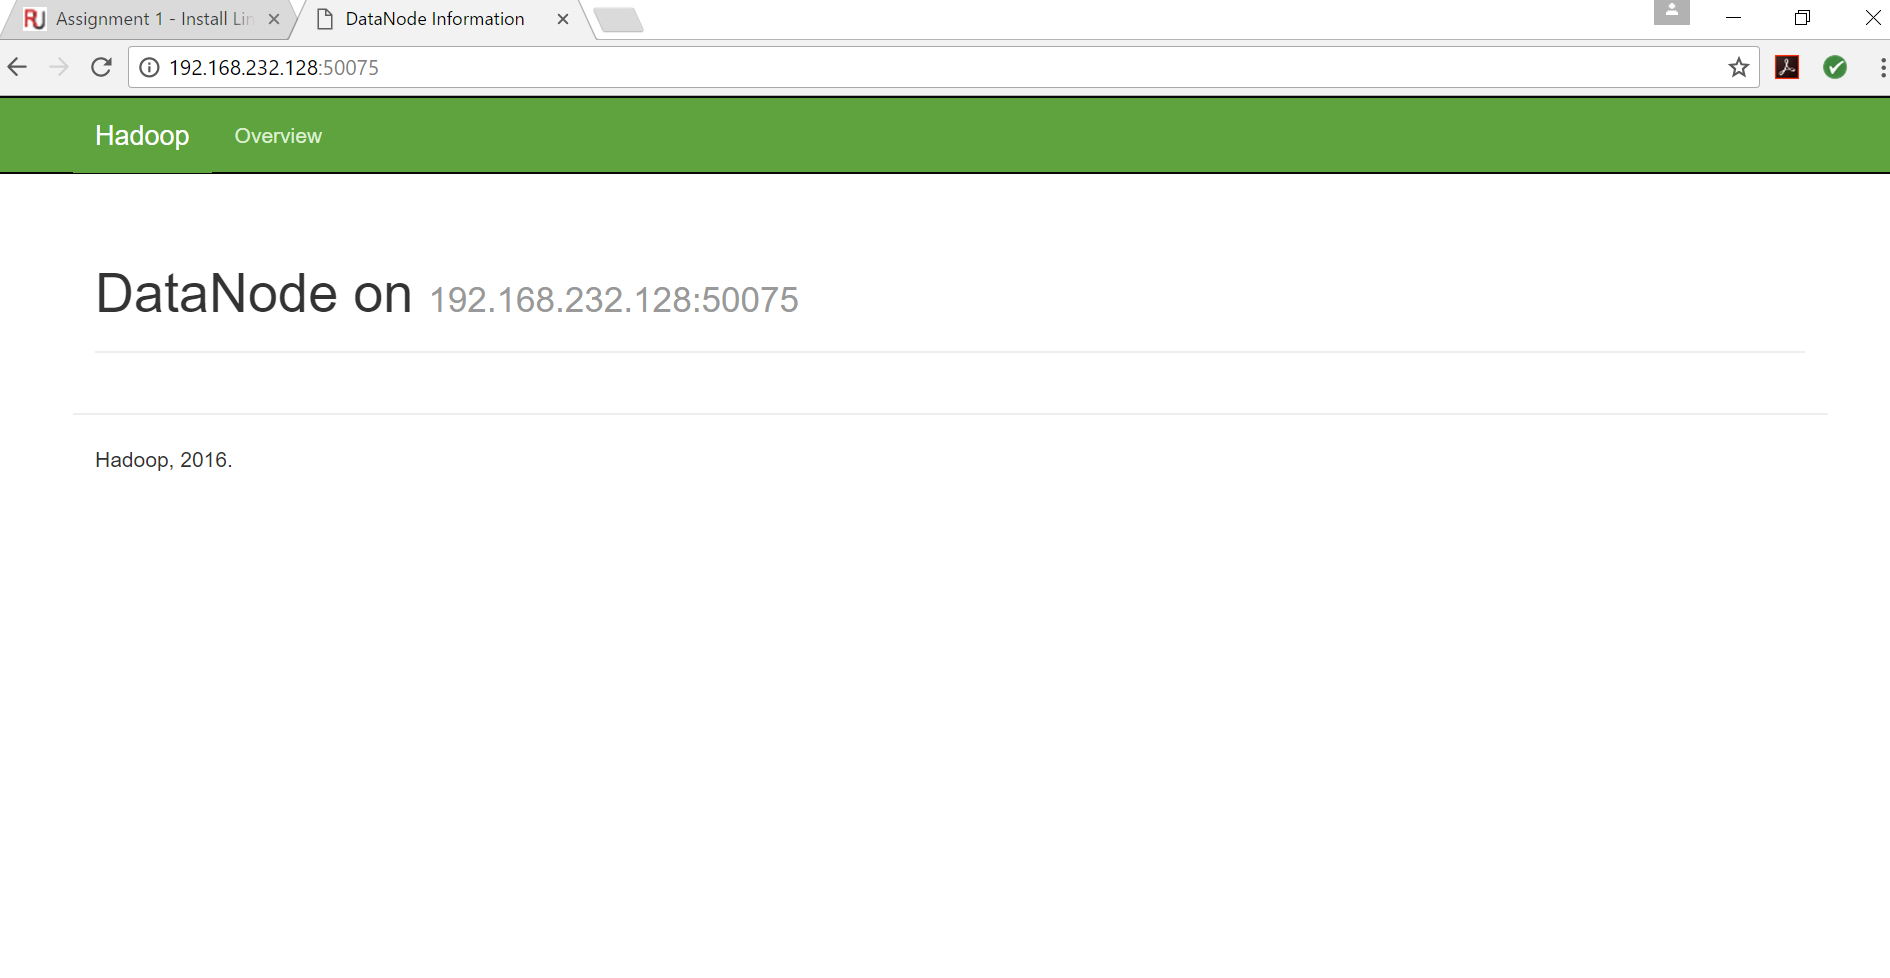 Assignment 1 - Install Lin
DataNode Information
192.168.232.128:50075
Hadoop Overview
DataNode on 192.168.232.128:50075
Hadoop, 2016.